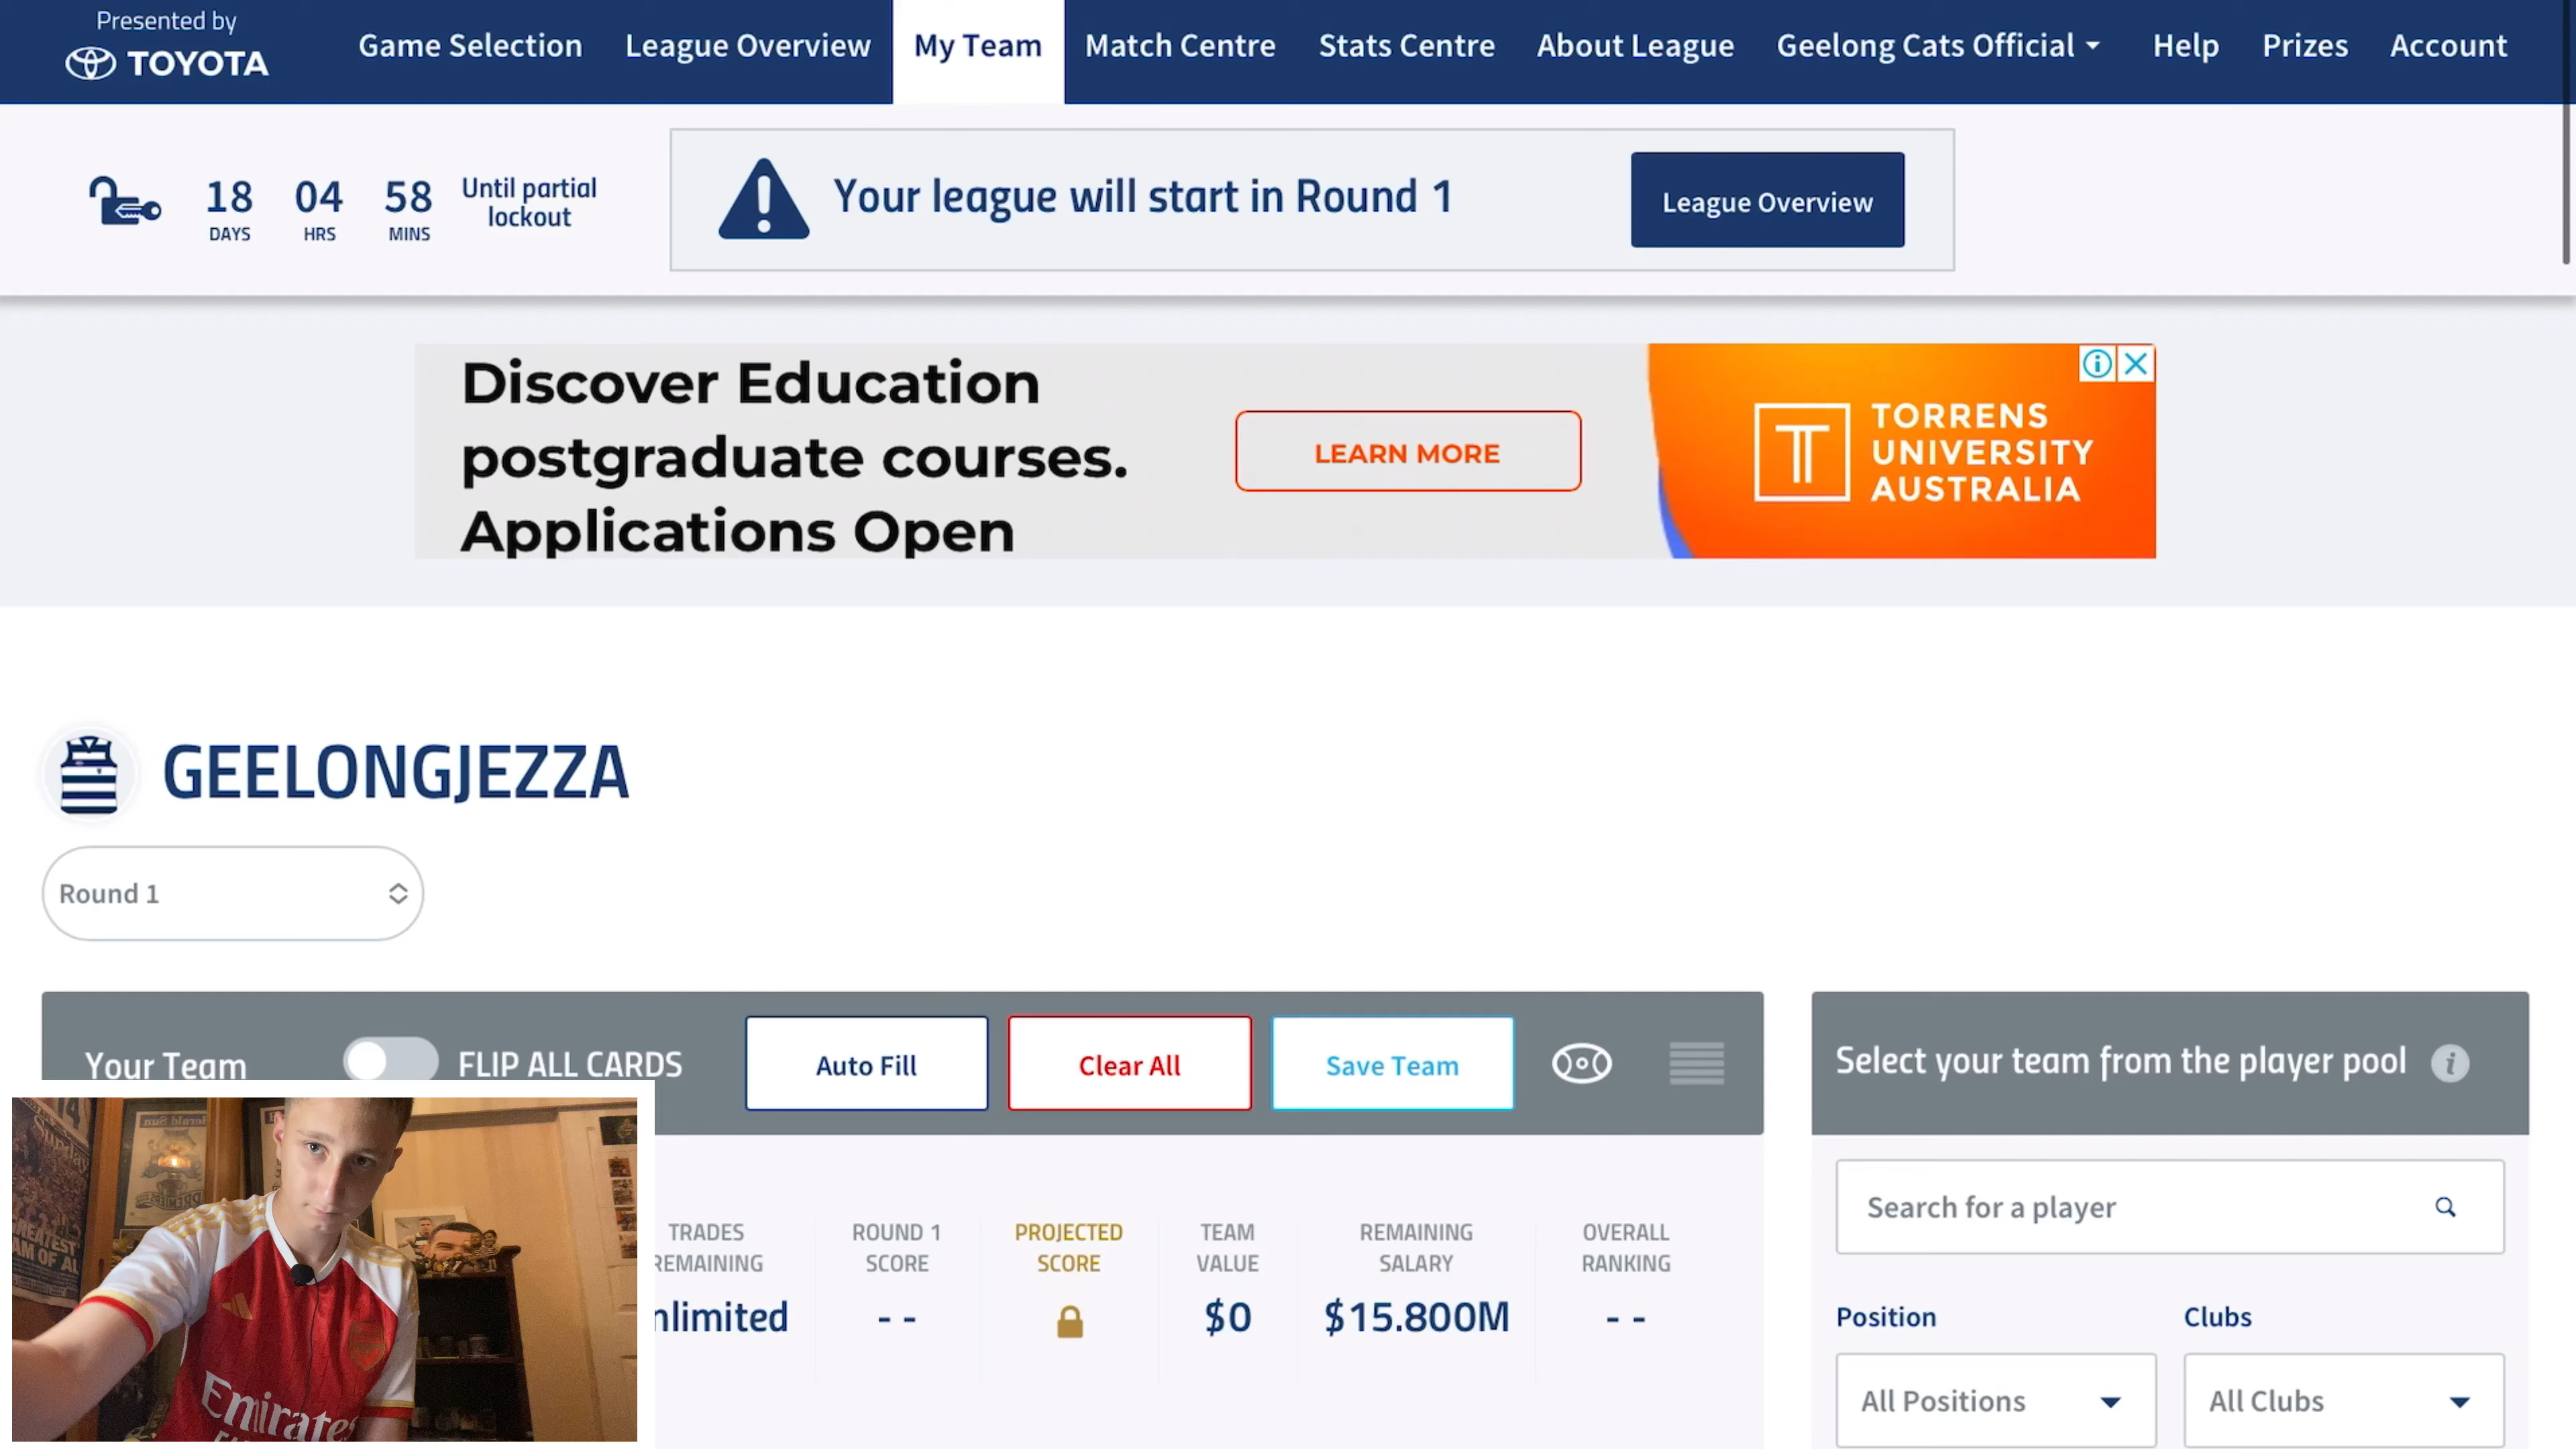 Presented by
TOYOTA
Game Selection
League Overview
My Team
Match Centre
Stats Centre
About League
Geelong Cats Official
Help
Prizes
Account
18
DAYS
04
HRS
58
MINS
Until partial
lockout
Your league will start in Round 1
League Overview
Discover Education
postgraduate courses.
Applications Open
LEARN MORE
TORRENS
UNIVERSITY
AUSTRALIA
GEELONGJEZZA
Round 1
Your Team
FLIP ALL CARDS
Auto Fill
Clear All
Save Team
Select your team from the player pool
Search for a player
TRADES
REMAINING
nlimited
ROUND 1
SCORE
- -
PROJECTED
SCORE
TEAM
VALUE
$0
REMAINING
SALARY
$15.800M
OVERALL
RANKING
- -
Position
All Positions
Clubs
All Clubs
Herald Sun
PREMIERS
Emirates